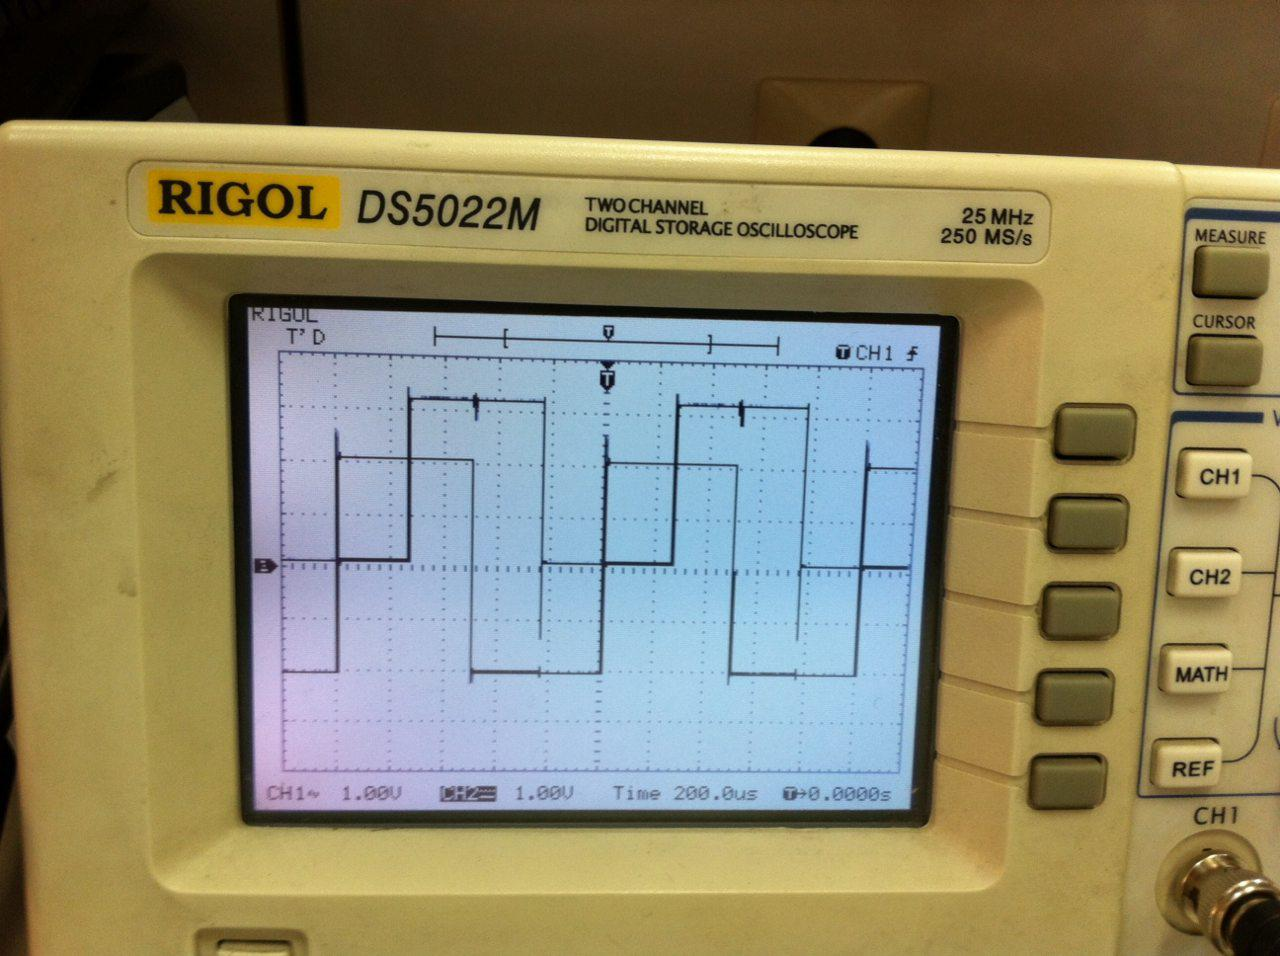 RIGOL DS5022M TWO CHANNEL DIGITAL STORAGE OSCILLOSCOPE 25 MHz 250 MS/s
RIGOL
T'D
T
T CH1
T
CH1 1.00V CH2 1.00V Time 200.0us T→0.0000s
MEASURE
CURSOR
CH1
CH2
MATH
REF
CH1